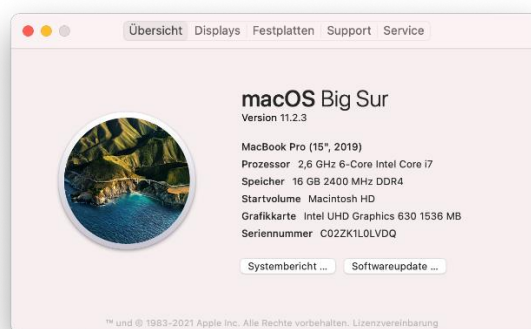 Übersicht Displays Festplatten Support Service
macOS Big Sur
Version 11.2.3
MacBook Pro (15", 2019)
Prozessor 2,6 GHz 6-Core Intel Core i7
Speicher 16 GB 2400 MHz DDR4
Startvolume Macintosh HD
Grafikkarte Intel UHD Graphics 630 1536 MB
Seriennummer C02ZK1L0LVDQ
Systembericht ... Softwareupdate ...
™ und © 1983-2021 Apple Inc. Alle Rechte vorbehalten. Lizenzvereinbarung